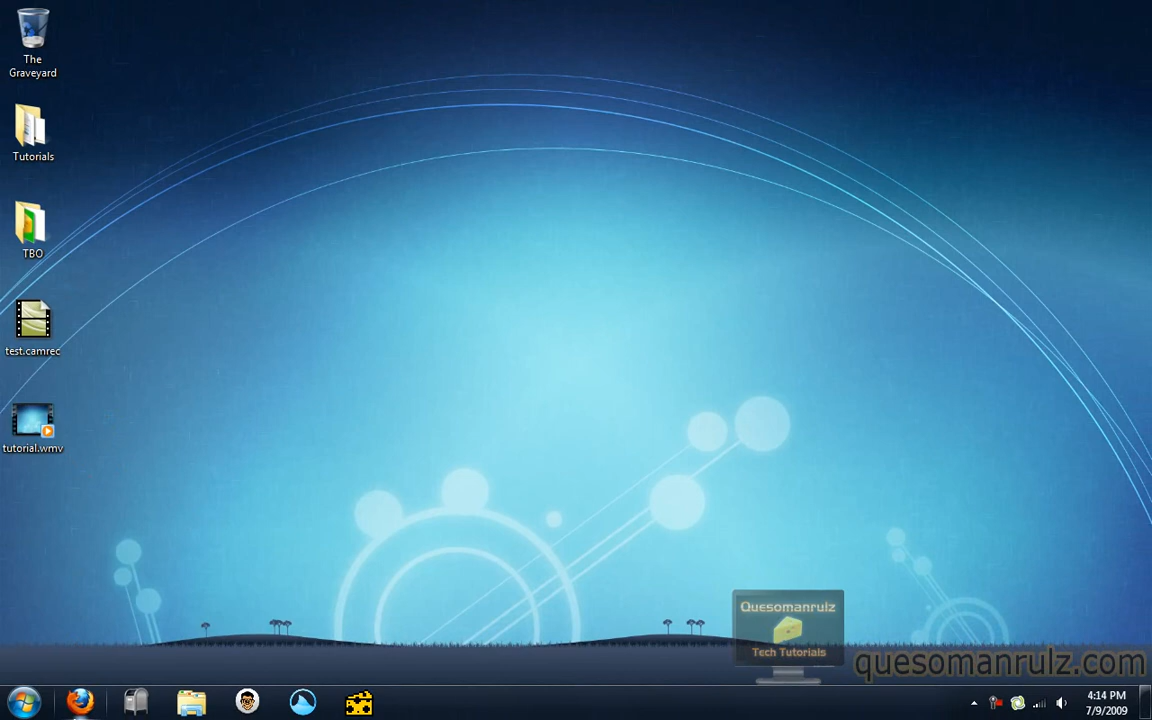 The
Graveyard
Tutorials
TBO
test.camrec
tutorial.wmv
Quesomanrulz
Tech Tutorials
quesomanrulz.com
4:14 PM
7/9/2009